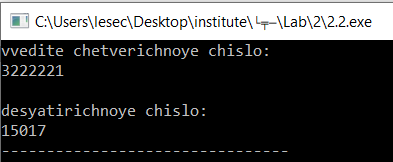 C:\Users\lesec\Desktop\institute\└╤─\Lab\2\2.2.exe
vvedite chetverichnoye chislo:
3222221
desyatirichnoye chislo:
15017
--------------------------------